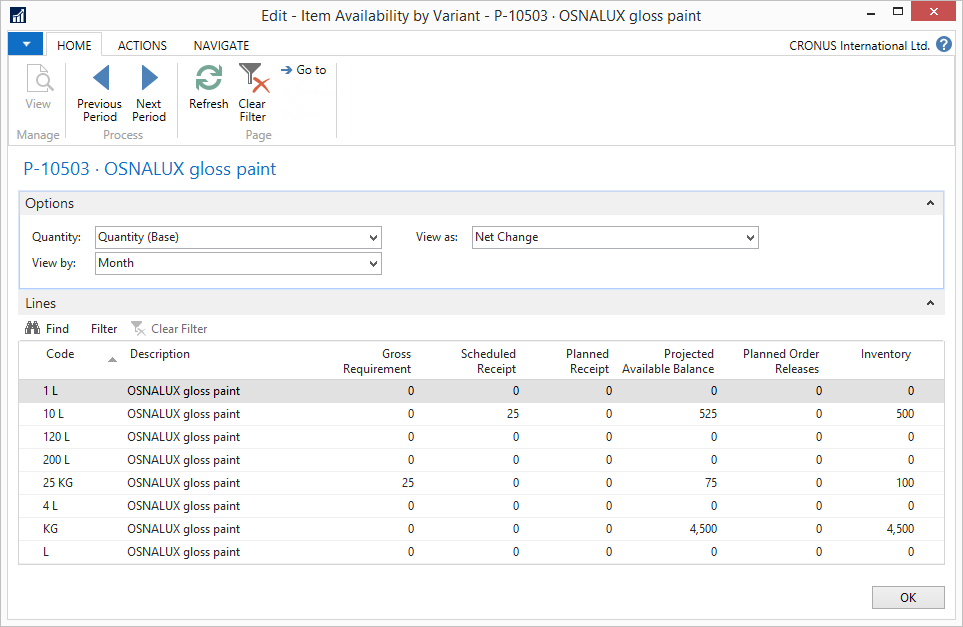 Edit - Item Availability by Variant - P-10503 · OSNALUX gloss paint
HOME ACTIONS NAVIGATE CRONUS International Ltd. ?
View
Previous Period
Next Period
Refresh
Clear Filter
Go to
Manage Process Page
P-10503 · OSNALUX gloss paint
Options
Quantity: Quantity (Base) View as: Net Change
View by: Month
Lines
Find Filter Clear Filter
Code Description Gross Requirement Scheduled Receipt Planned Receipt Projected Available Balance Planned Order Releases Inventory
1 L OSNALUX gloss paint 0 0 0 0 0 0
10 L OSNALUX gloss paint 0 25 0 525 0 500
120 L OSNALUX gloss paint 0 0 0 0 0 0
200 L OSNALUX gloss paint 0 0 0 0 0 0
25 KG OSNALUX gloss paint 25 0 0 75 0 100
4 L OSNALUX gloss paint 0 0 0 0 0 0
KG OSNALUX gloss paint 0 0 0 4,500 0 4,500
L OSNALUX gloss paint 0 0 0 0 0 0
OK